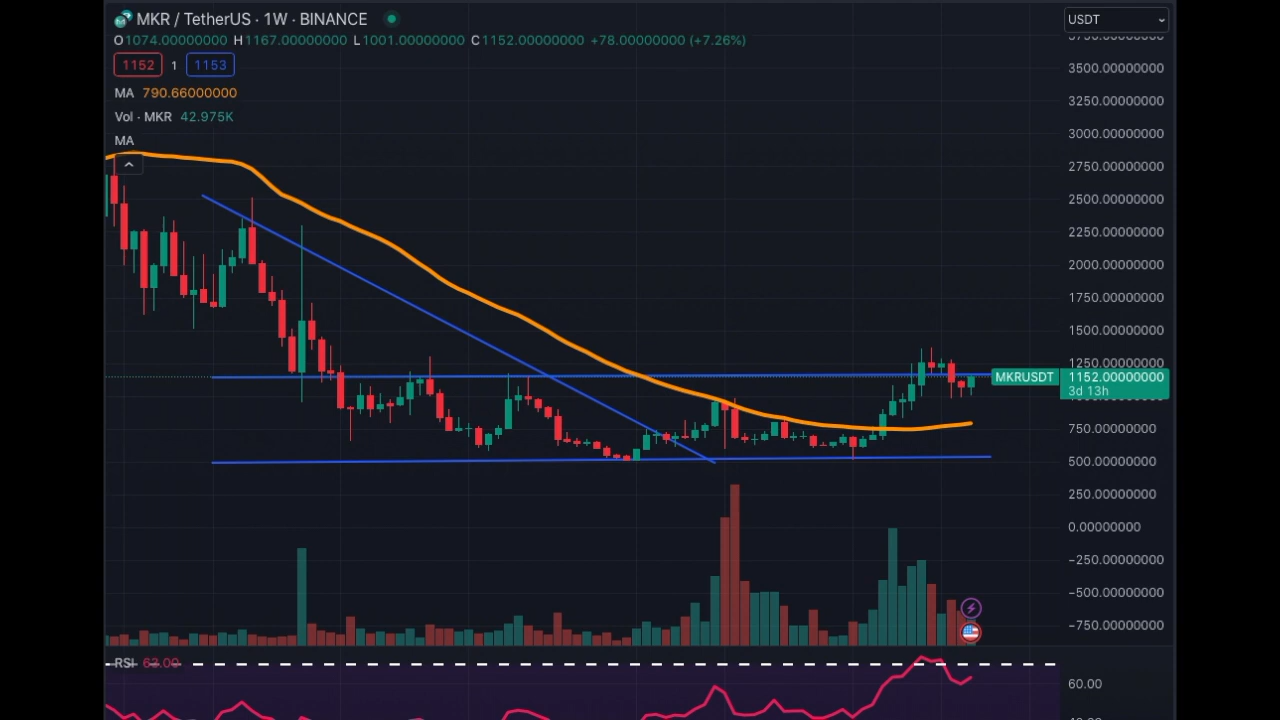 MKR / TetherUS · 1W · BINANCE
USDT
O1074.00000000 H1167.00000000 L1001.00000000 C1152.00000000 +78.00000000 (+7.26%)
1152 1 1153
MA 790.66000000
Vol · MKR 42.975K
MA
3500.00000000
3250.00000000
3000.00000000
2750.00000000
2500.00000000
2250.00000000
2000.00000000
1750.00000000
1500.00000000
1250.00000000
MKRUSDT 1152.00000000
3d 13h
750.00000000
500.00000000
250.00000000
0.00000000
−250.00000000
−500.00000000
−750.00000000
RSI 63.00
60.00